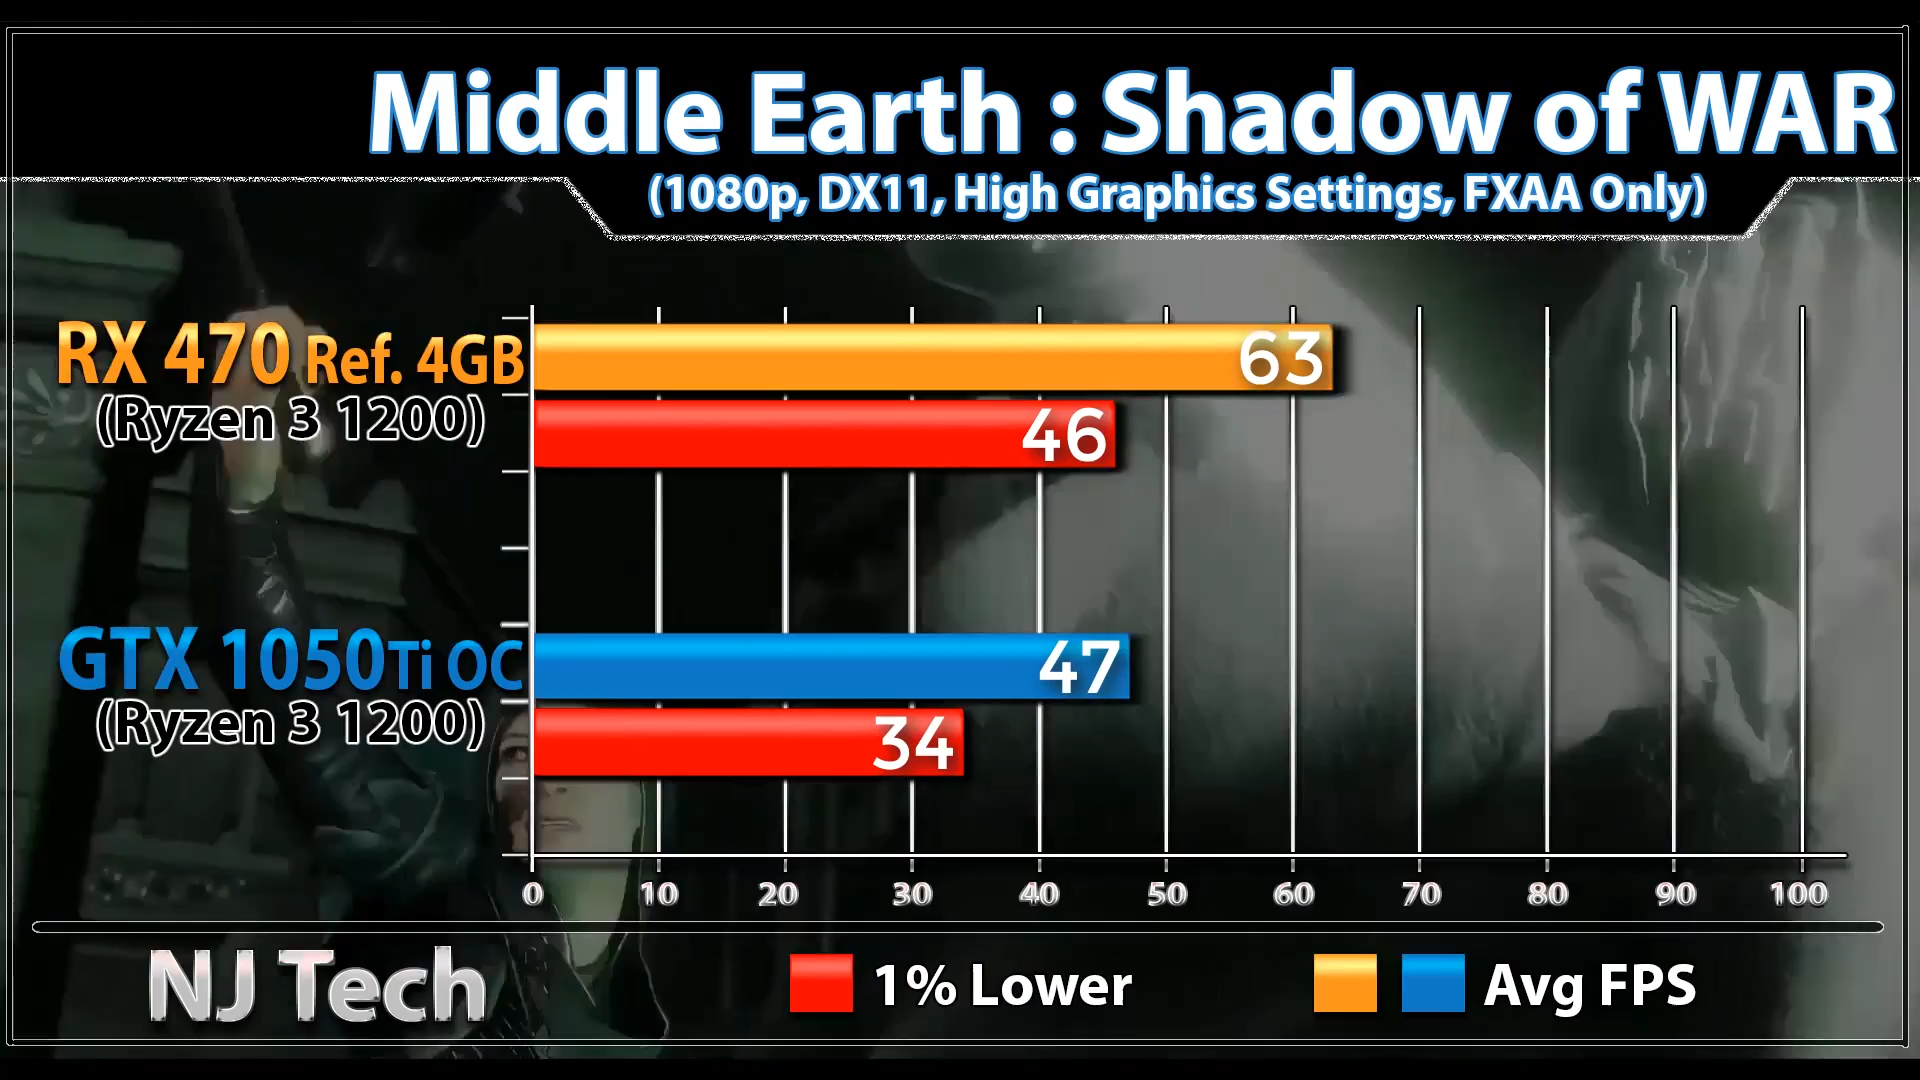 Middle Earth : Shadow of WAR
(1080p, DX11, High Graphics Settings, FXAA Only)
RX 470 Ref. 4GB
(Ryzen 3 1200)
63
46
GTX 1050Ti OC
(Ryzen 3 1200)
47
34
0 10 20 30 40 50 60 70 80 90 100
NJ Tech
1% Lower
Avg FPS